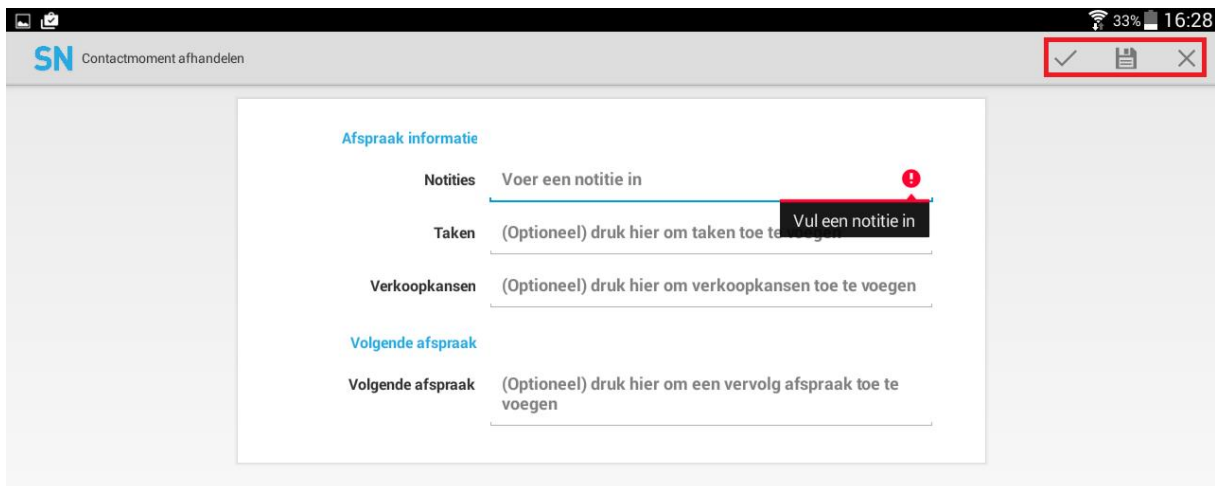 33% 16:28
SN Contactmoment afhandelen
Afspraak informatie
Notities Voer een notitie in
Vul een notitie in
Taken (Optioneel) druk hier om taken toe te voegen
Verkoopkansen (Optioneel) druk hier om verkoopkansen toe te voegen
Volgende afspraak
Volgende afspraak (Optioneel) druk hier om een vervolg afspraak toe te
voegen